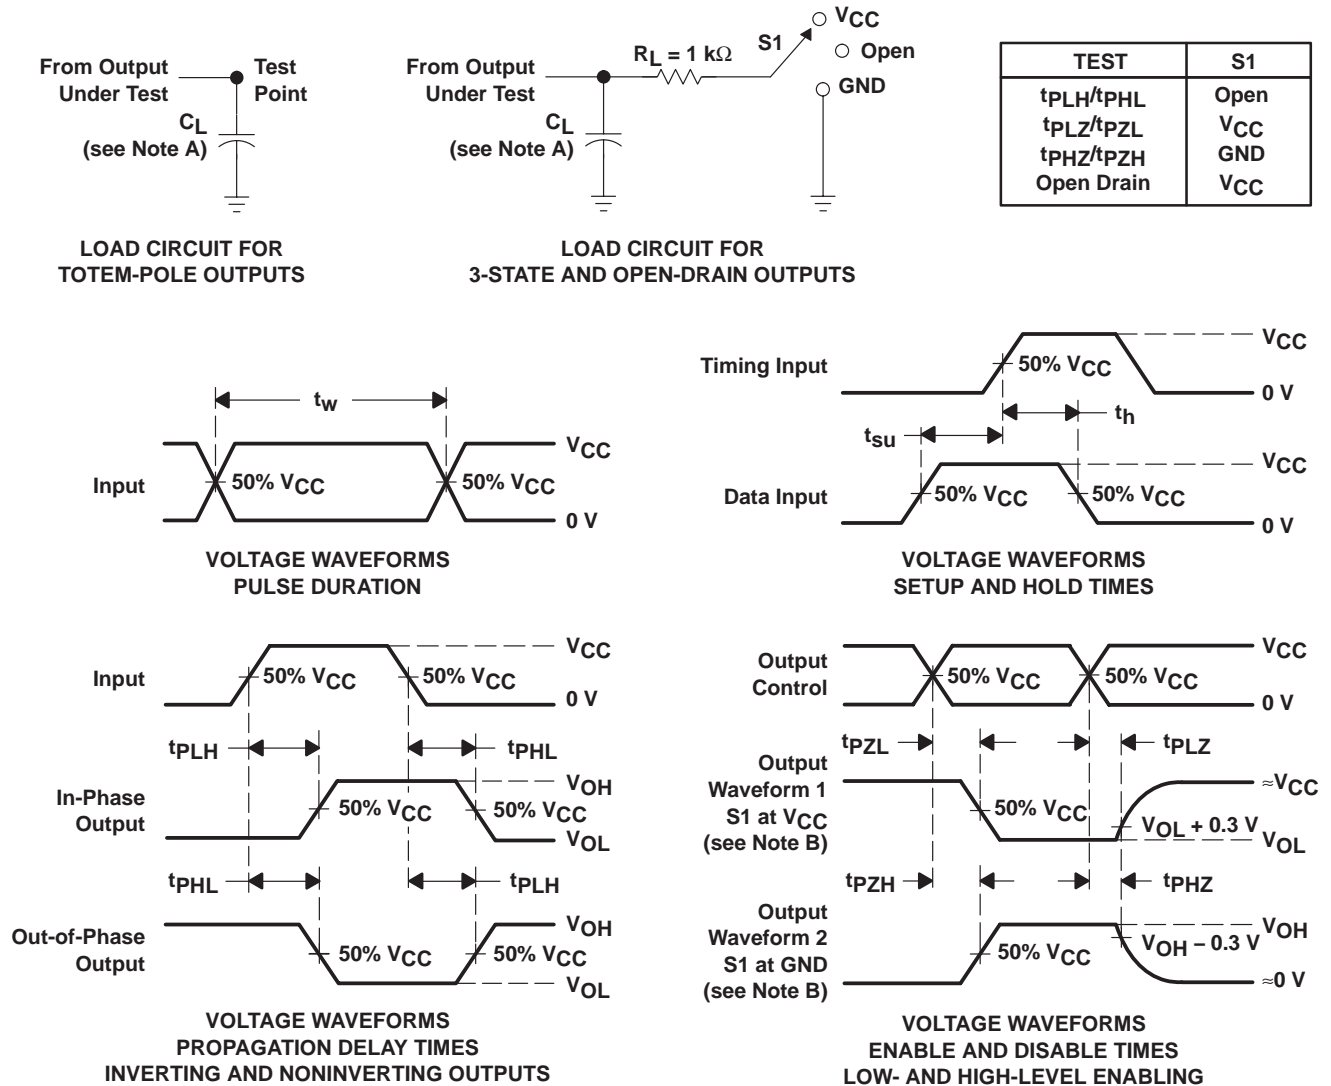 From Output
Under Test
Test
Point
CL
(see Note A)
LOAD CIRCUIT FOR
TOTEM-POLE OUTPUTS
From Output
Under Test
RL = 1 kΩ
S1
VCC
Open
GND
CL
(see Note A)
LOAD CIRCUIT FOR
3-STATE AND OPEN-DRAIN OUTPUTS
TEST S1
tPLH/tPHL Open
tPLZ/tPZL VCC
tPHZ/tPZH GND
Open Drain VCC
tw
Input
50% VCC
50% VCC
VCC
0 V
VOLTAGE WAVEFORMS
PULSE DURATION
Timing Input
50% VCC
VCC
0 V
th
tsu
Data Input
50% VCC
50% VCC
VCC
0 V
VOLTAGE WAVEFORMS
SETUP AND HOLD TIMES
Input
50% VCC
50% VCC
VCC
0 V
tPLH
tPHL
In-Phase
Output
50% VCC
50% VCC
VOH
VOL
tPHL
tPLH
Out-of-Phase
Output
50% VCC
50% VCC
VOH
VOL
VOLTAGE WAVEFORMS
PROPAGATION DELAY TIMES
INVERTING AND NONINVERTING OUTPUTS
Output
Control
50% VCC
50% VCC
VCC
0 V
tPZL
tPLZ
Output
Waveform 1
S1 at VCC
(see Note B)
50% VCC
VOL + 0.3 V
≈VCC
VOL
tPZH
tPHZ
Output
Waveform 2
S1 at GND
(see Note B)
50% VCC
VOH − 0.3 V
VOH
≈0 V
VOLTAGE WAVEFORMS
ENABLE AND DISABLE TIMES
LOW- AND HIGH-LEVEL ENABLING